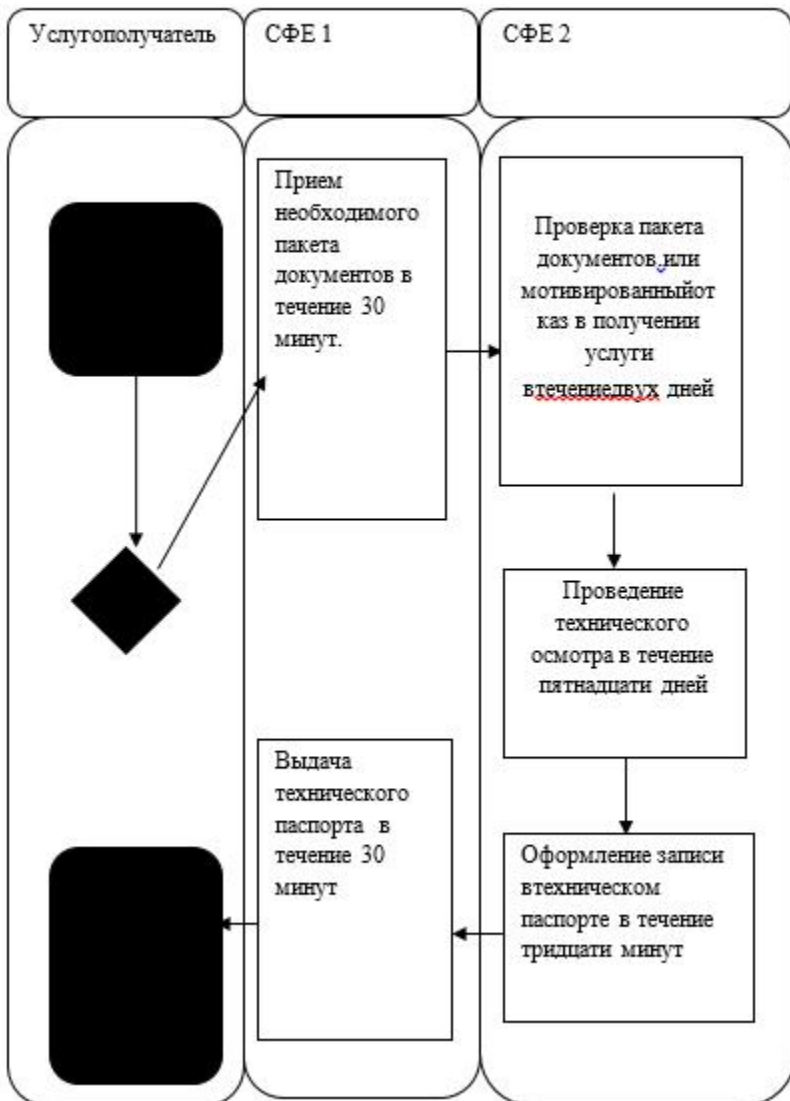 Услугополучатель
СФЕ 1
СФЕ 2
Прием
необходимого
пакета
документов в
течение 30
минут.
Проверка пакета
документов,или
мотивированныйот
каз в получении
услуги
втечениедвух дней
Проведение
технического
осмотра в течение
пятнадцати дней
Выдача
технического
паспорта в
течение 30
минут
Оформление записи
втехническом
паспорте в течение
тридцати минут